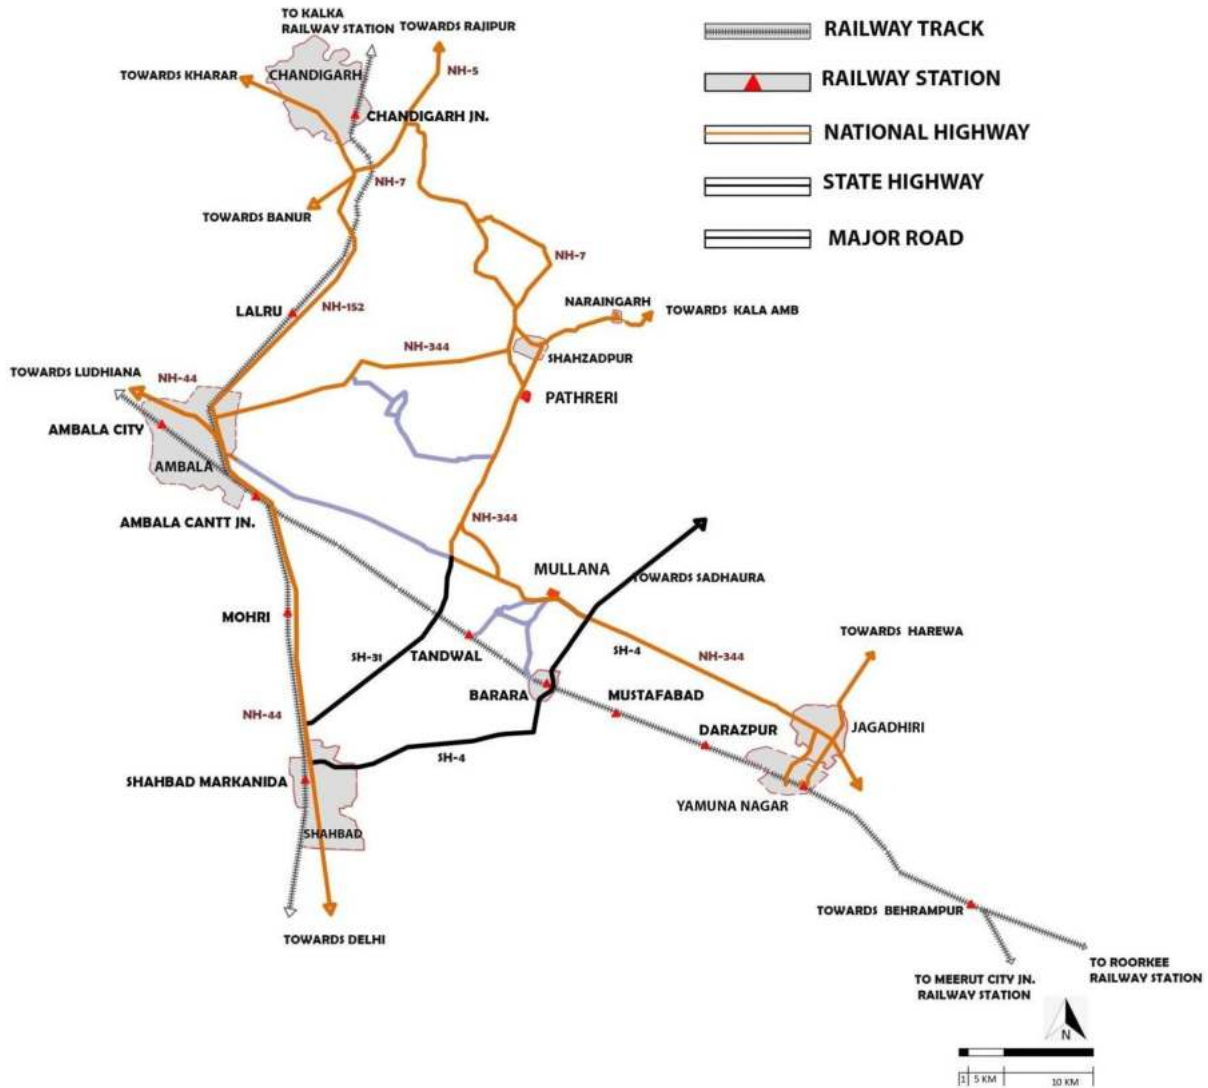 TO KALKA
RAILWAY STATION
TOWARDS RAJIPUR
RAILWAY TRACK
TOWARDS KHARAR
CHANDIGARH
NH-5
RAILWAY STATION
CHANDIGARH JN.
NATIONAL HIGHWAY
NH-7
STATE HIGHWAY
TOWARDS BANUR
MAJOR ROAD
NH-7
LALRU
NH-152
NARAINGARH
TOWARDS KALA AMB
NH-344
SHAHZADPUR
TOWARDS LUDHIANA
NH-44
PATHRERI
AMBALA CITY
AMBALA
AMBALA CANTT JN.
NH-344
MULLANA
TOWARDS SADHAURA
MOHRI
TOWARDS HAREWA
SH-31
TANDWAL
SH-4
NH-344
BARARA
MUSTAFABAD
NH-44
DARAZPUR
JAGADHIRI
SH-4
SHAHBAD MARKANIDA
YAMUNA NAGAR
SHAHBAD
TOWARDS BEHRAMPUR
TOWARDS DELHI
TO ROORKEE
RAILWAY STATION
TO MEERUT CITY JN.
RAILWAY STATION
N
1 5 KM 10 KM